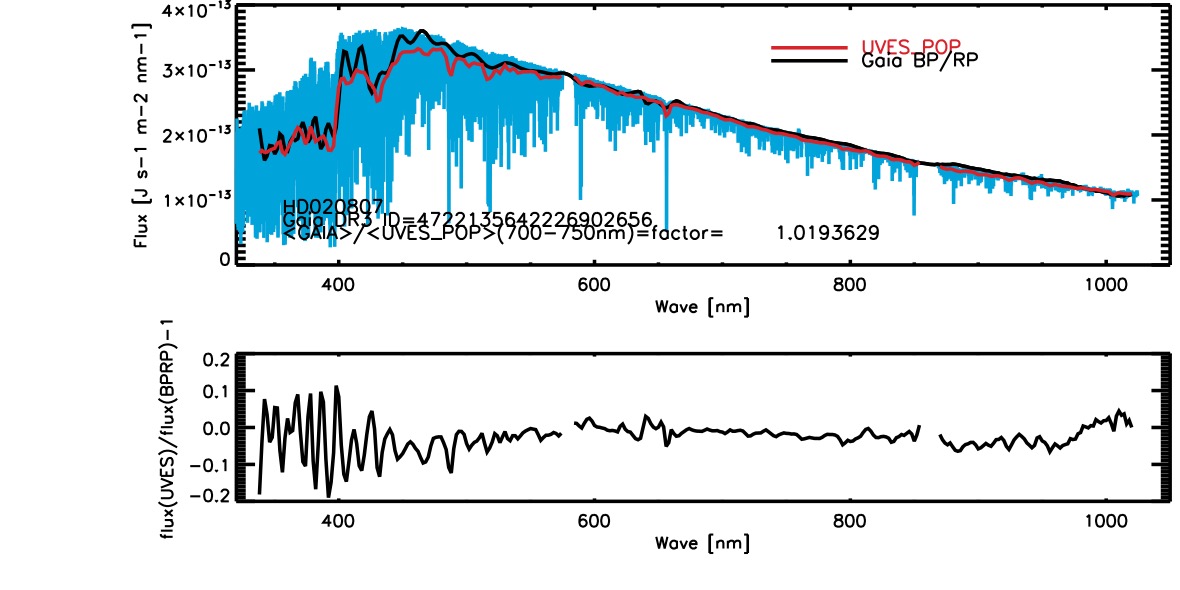 4×10−13
3×10−13
2×10−13
1×10−13
0
Flux [J s−1 m−2 nm−1]
UVES_POP
Gaia BP/RP
HD020807
Gaia DR3 ID=4722135642226902656
<GAIA>/<UVES_POP>(700−750nm)=factor= 1.0193629
400 600 800 1000
Wave [nm]
0.2
0.1
0.0
−0.1
−0.2
flux(UVES)/flux(BPRP)−1
400 600 800 1000
Wave [nm]